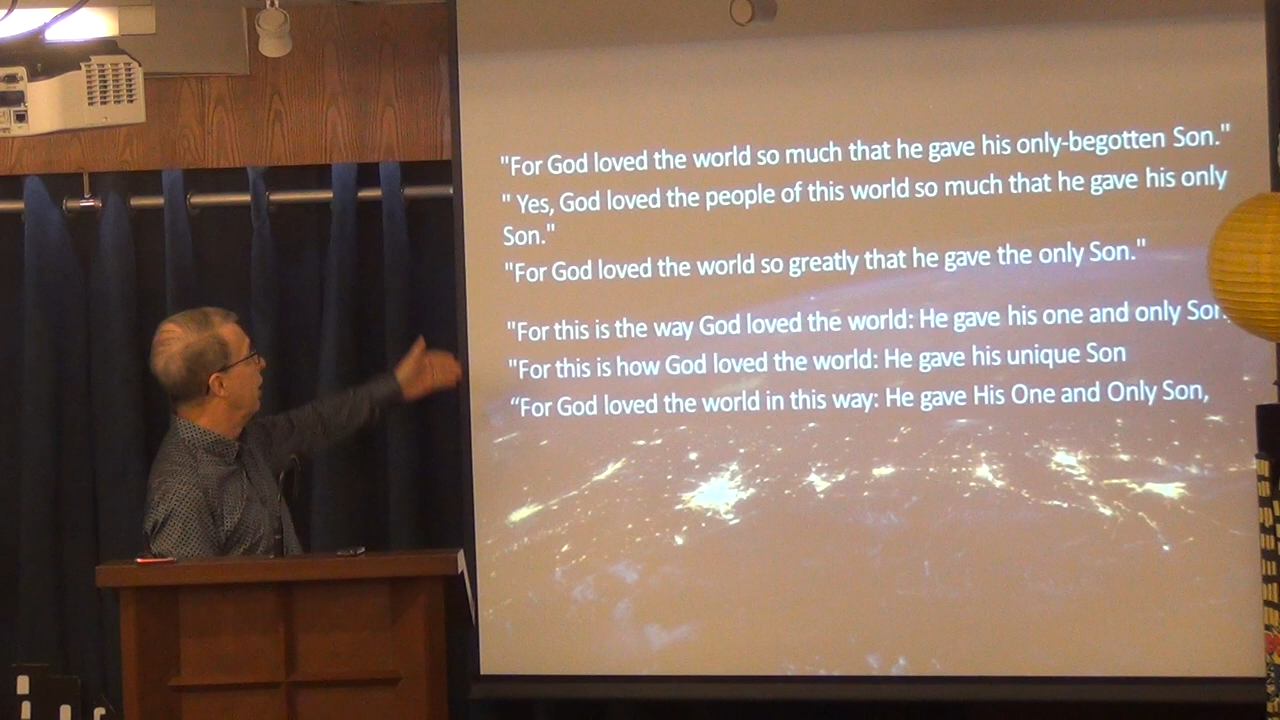 "For God loved the world so much that he gave his only-begotten Son."
" Yes, God loved the people of this world so much that he gave his only
Son."
"For God loved the world so greatly that he gave the only Son."
"For this is the way God loved the world: He gave his one and only Son,
"For this is how God loved the world: He gave his unique Son
“For God loved the world in this way: He gave His One and Only Son,